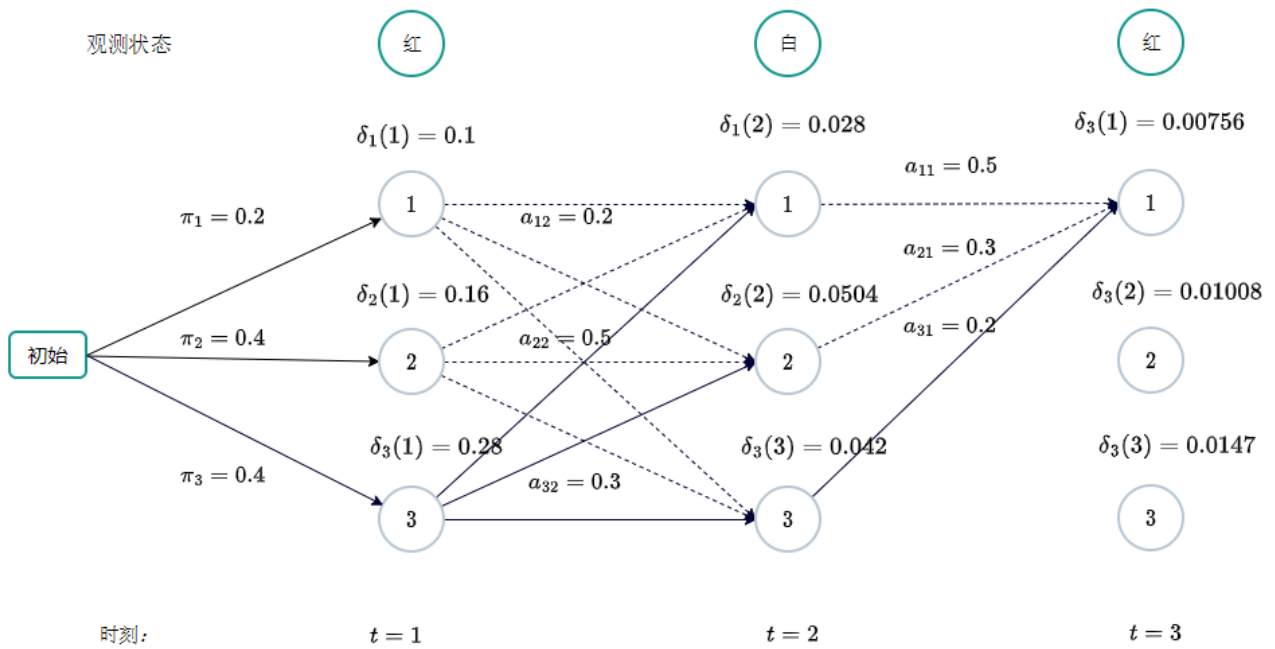 观测状态 红 白 红
δ₁(1) = 0.1 δ₁(2) = 0.028 δ₃(1) = 0.00756
1 1 1
π₁ = 0.2 a₁₂ = 0.2 a₁₁ = 0.5
a₂₁ = 0.3
δ₂(1) = 0.16 δ₂(2) = 0.0504 δ₃(2) = 0.01008
π₂ = 0.4 a₂₂ = 0.5 a₃₁ = 0.2
初始 2 2 2
δ₃(1) = 0.28 δ₃(3) = 0.042 δ₃(3) = 0.0147
π₃ = 0.4 a₃₂ = 0.3
3 3 3
时刻: t = 1 t = 2 t = 3